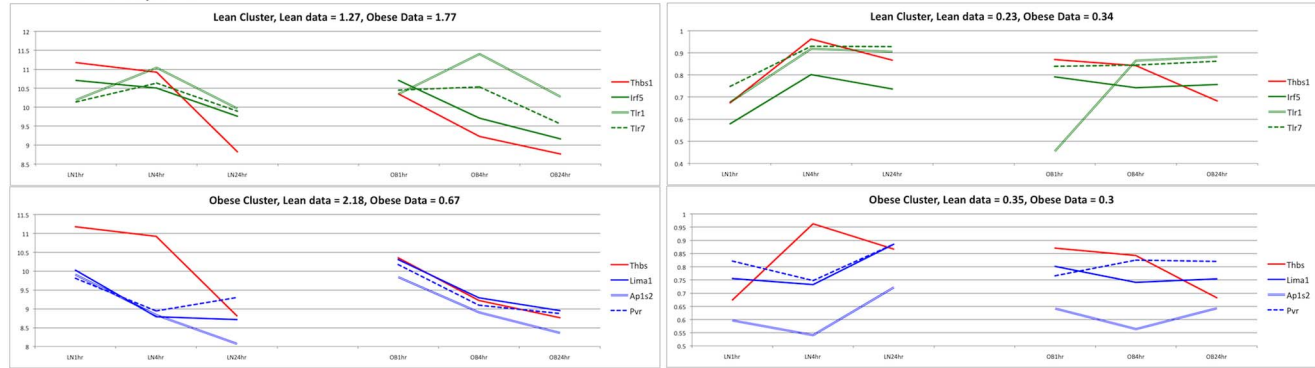 Lean Cluster, Lean data = 1.27, Obese Data = 1.77
12
11.5
11
10.5
10
9.5
9
8.5
LN1hr LN4hr LN24hr OB1hr OB4hr OB24hr
Thbs1
Irf5
Tlr1
Tlr7
Lean Cluster, Lean data = 0.23, Obese Data = 0.34
1
0.9
0.8
0.7
0.6
0.5
0.4
LN1hr LN4hr LN24hr OB1hr OB4hr OB24hr
Thbs1
Irf5
Tlr1
Tlr7
Obese Cluster, Lean data = 2.18, Obese Data = 0.67
11.5
11
10.5
10
9.5
9
8.5
8
LN1hr LN4hr LN24hr OB1hr OB4hr OB24hr
Thbs
Lima1
Ap1s2
Pvr
Obese Cluster, Lean data = 0.35, Obese Data = 0.3
1
0.95
0.9
0.85
0.8
0.75
0.7
0.65
0.6
0.55
0.5
LN1hr LN4hr LN24hr OB1hr OB4hr OB24hr
Thbs
Lima1
Ap1s2
Pvr